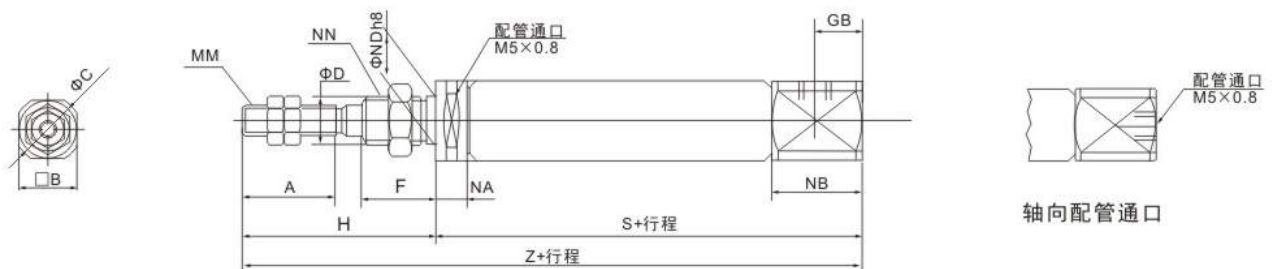 ΦC
□B
MM
NN
ΦD
ΦNDh8
配管通口
M5×0.8
GB
A
F
NA
NB
H
S+行程
Z+行程
配管通口
M5×0.8
轴向配管通口